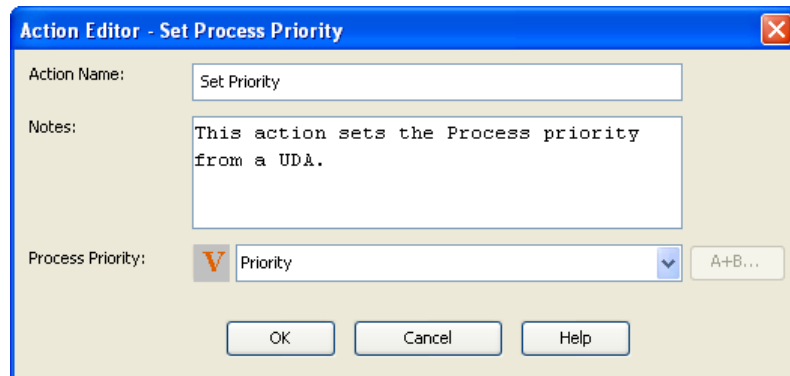 Action Editor - Set Process Priority
Action Name:
Set Priority
Notes:
This action sets the Process priority
from a UDA.
Process Priority:
V
Priority
A+B...
OK
Cancel
Help